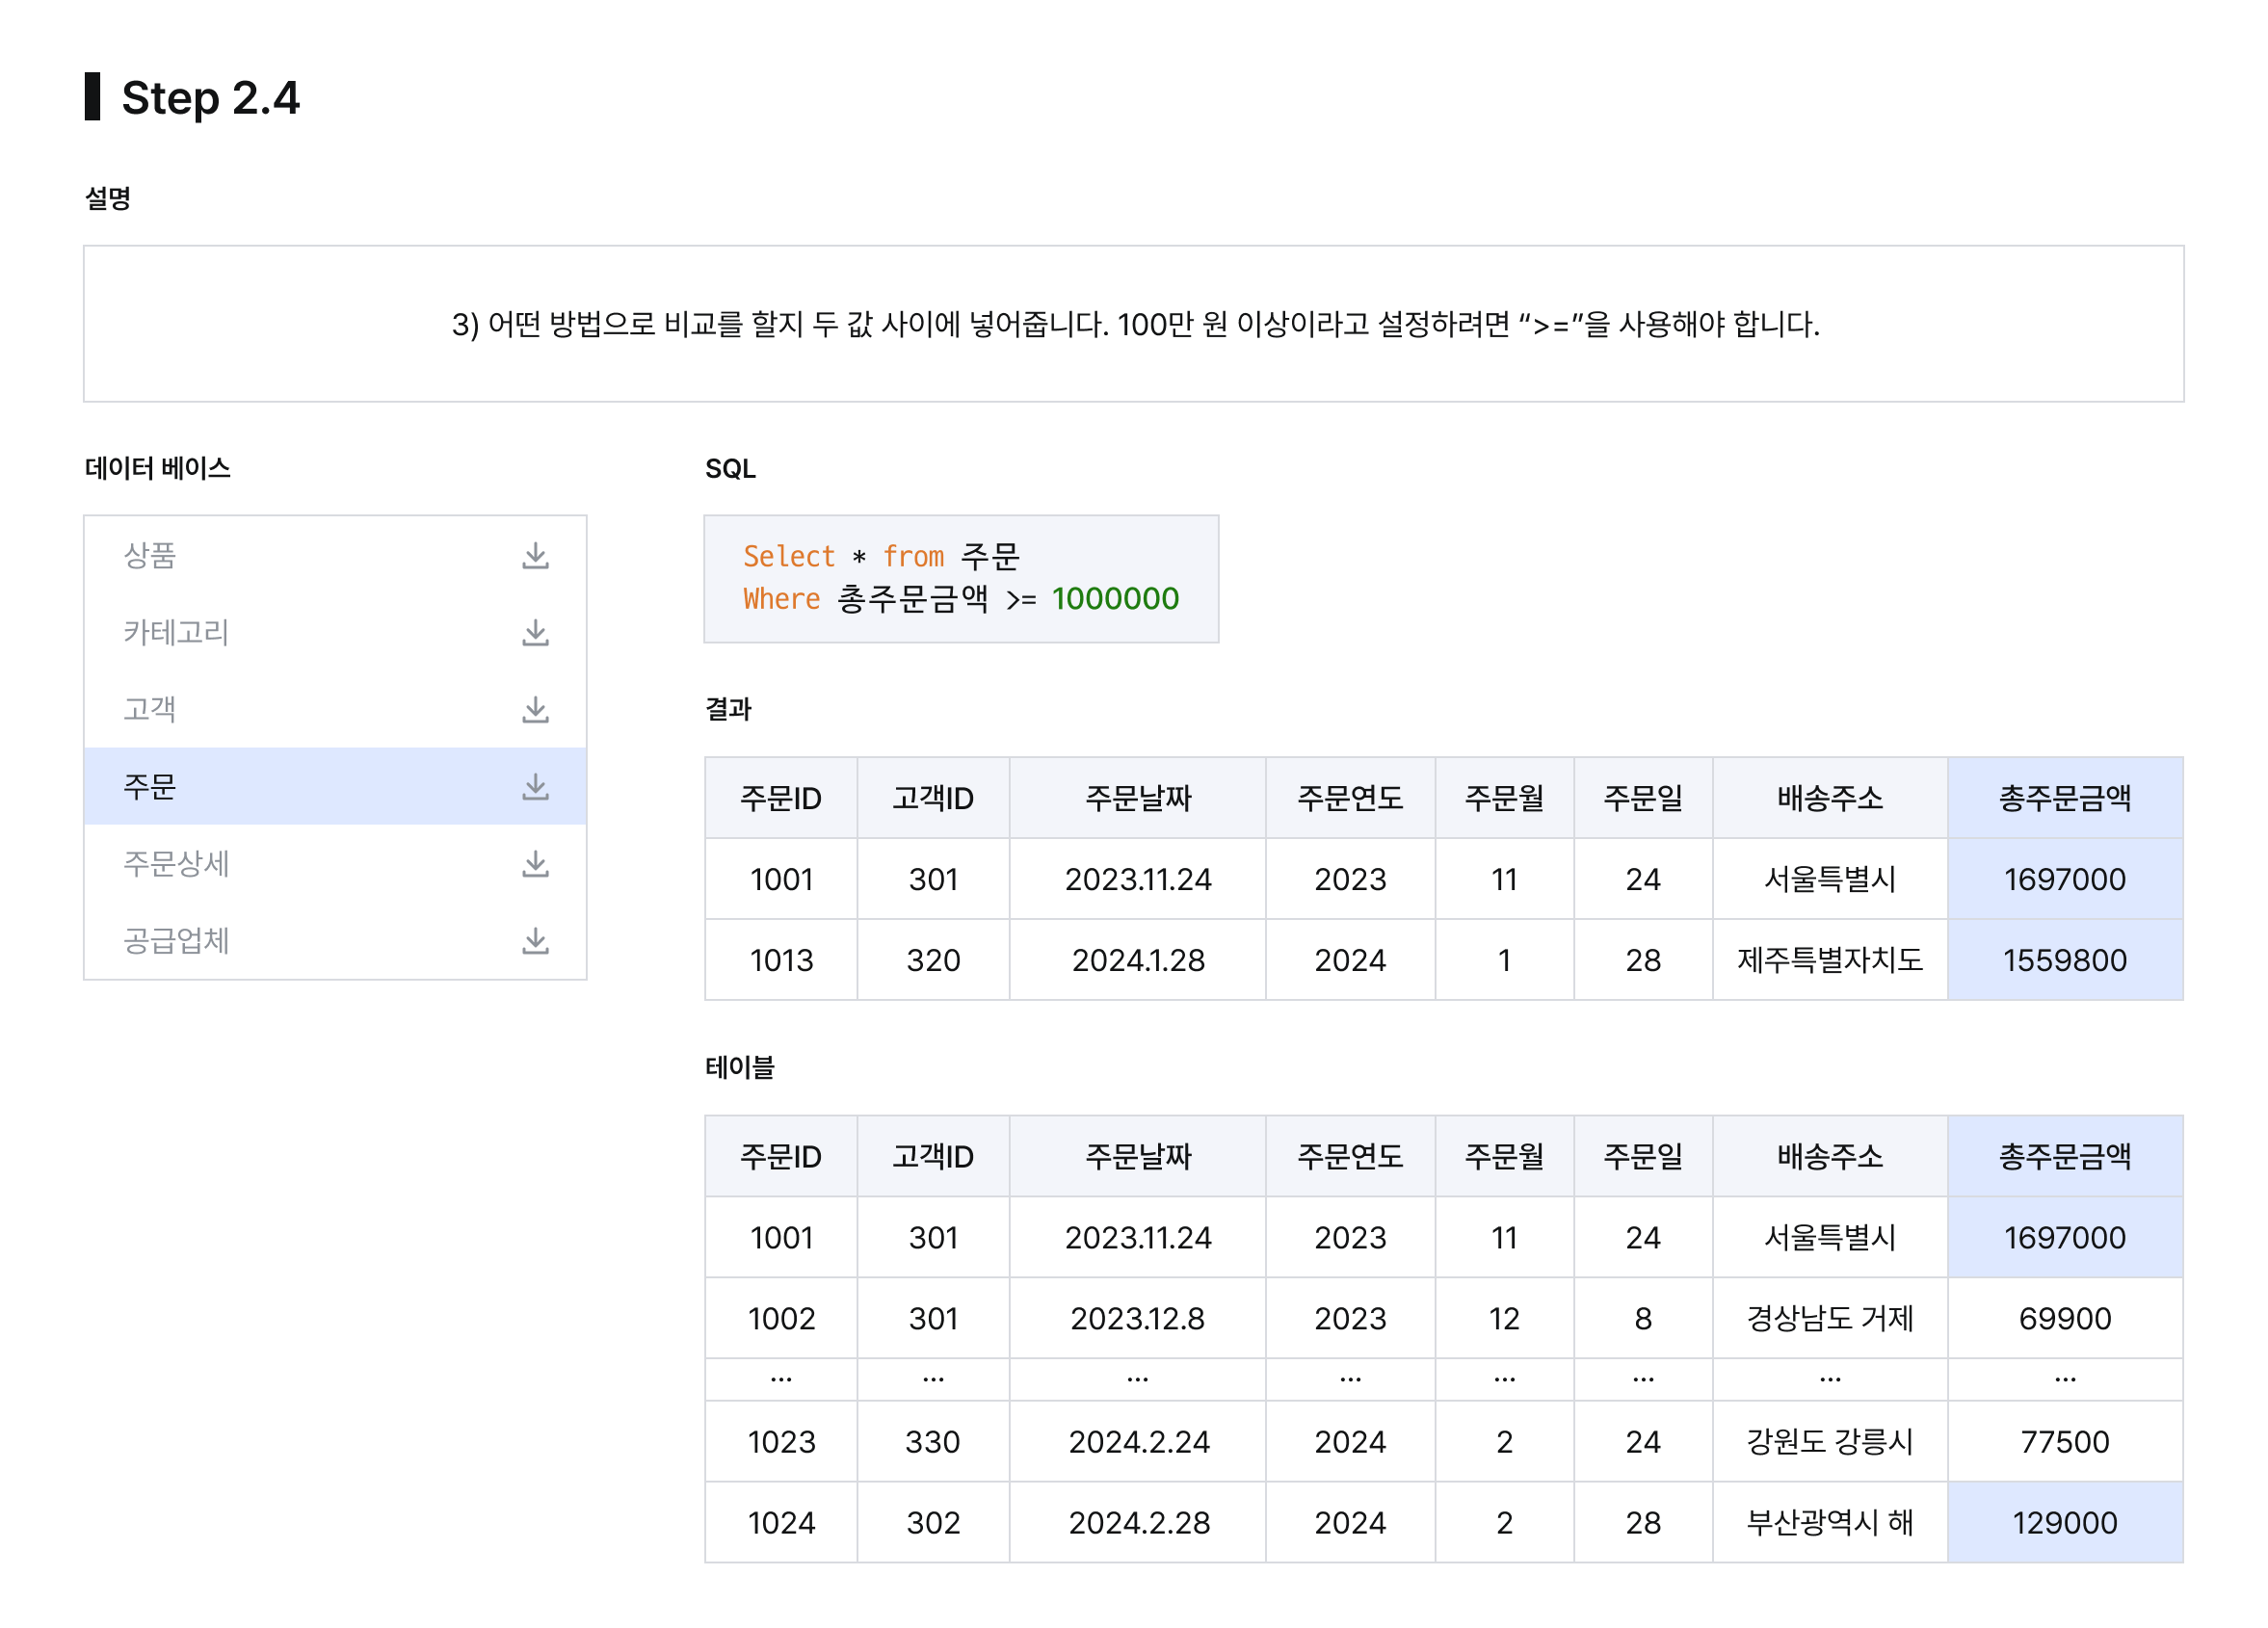 Step 2.4
설명
3) 어떤 방법으로 비교를 할지 두 값 사이에 넣어줍니다. 100만 원 이상이라고 설정하려면 “>=”을 사용해야 합니다.
데이터 베이스
상품
카테고리
고객
주문
주문상세
공급업체
SQL
Select * from 주문
Where 총주문금액 >= 1000000
결과
주문ID 고객ID 주문날짜 주문연도 주문월 주문일 배송주소 총주문금액
1001 301 2023.11.24 2023 11 24 서울특별시 1697000
1013 320 2024.1.28 2024 1 28 제주특별자치도 1559800
테이블
주문ID 고객ID 주문날짜 주문연도 주문월 주문일 배송주소 총주문금액
1001 301 2023.11.24 2023 11 24 서울특별시 1697000
1002 301 2023.12.8 2023 12 8 경상남도 거제 69900
... ... ... ... ... ... ... ...
1023 330 2024.2.24 2024 2 24 강원도 강릉시 77500
1024 302 2024.2.28 2024 2 28 부산광역시 해 129000